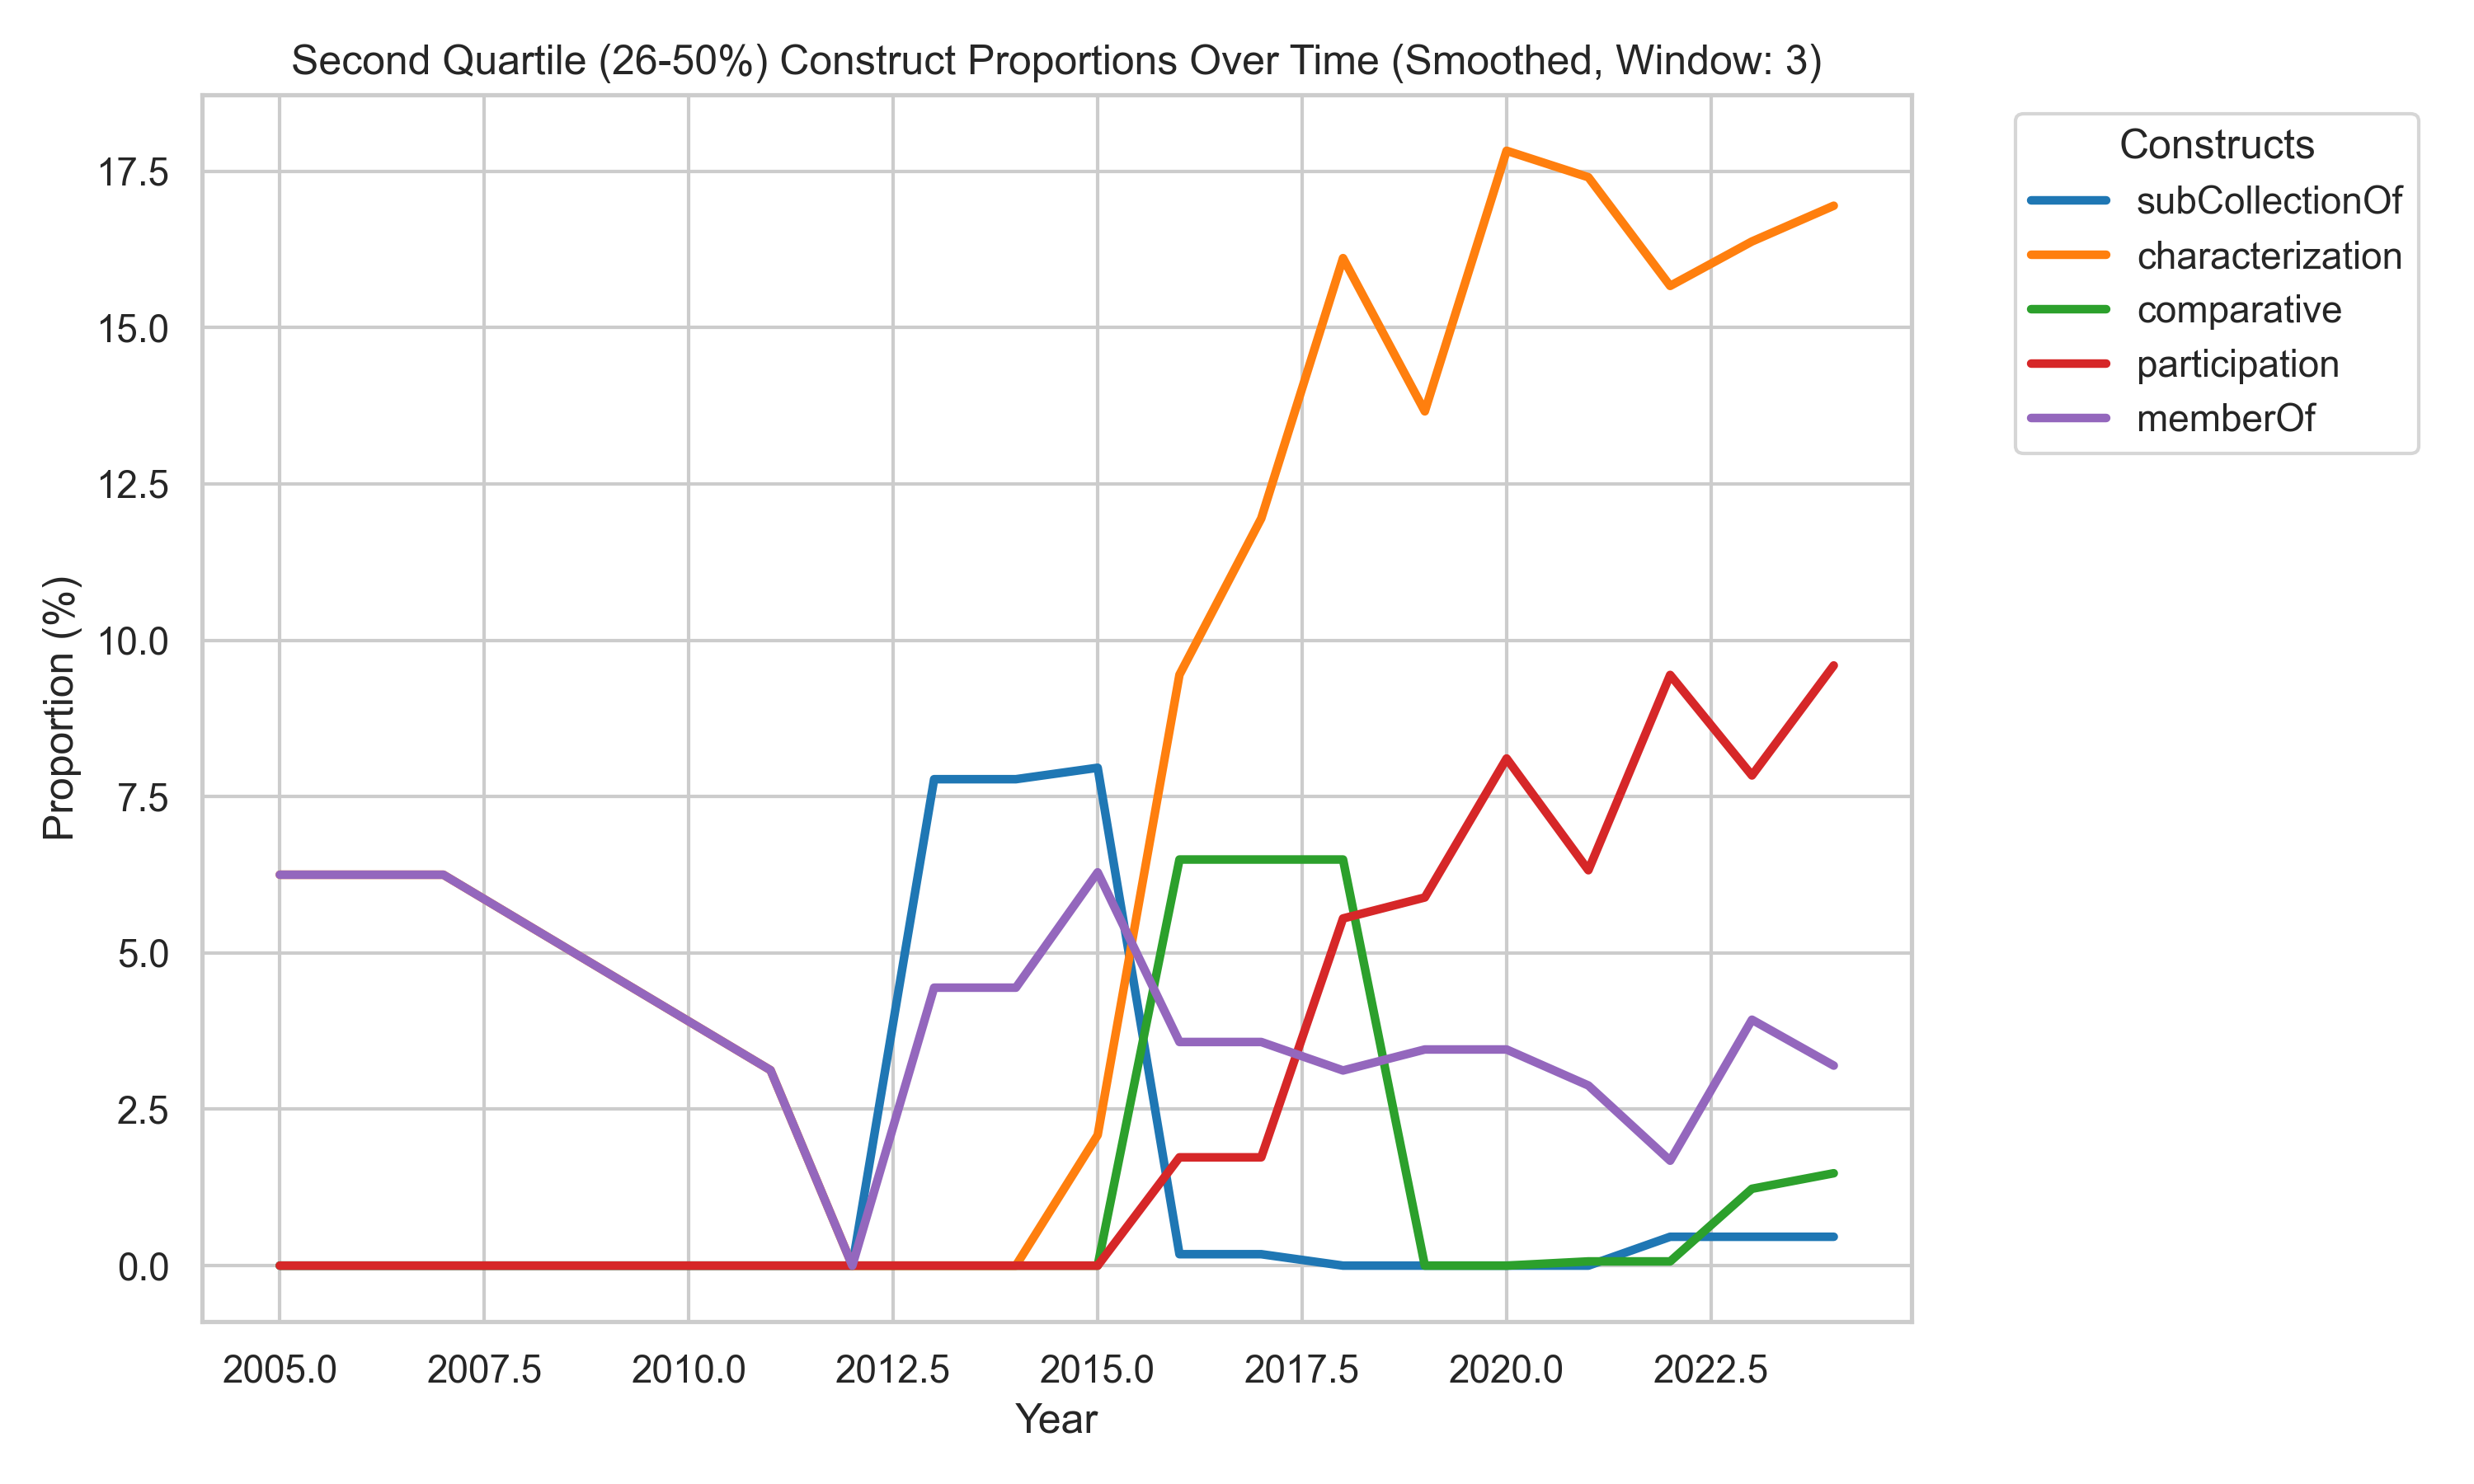 Second Quartile (26-50%) Construct Proportions Over Time (Smoothed, Window: 3)
Proportion (%)
17.5
15.0
12.5
10.0
7.5
5.0
2.5
0.0
2005.0
2007.5
2010.0
2012.5
2015.0
2017.5
2020.0
2022.5
Year
Constructs
subCollectionOf
characterization
comparative
participation
memberOf